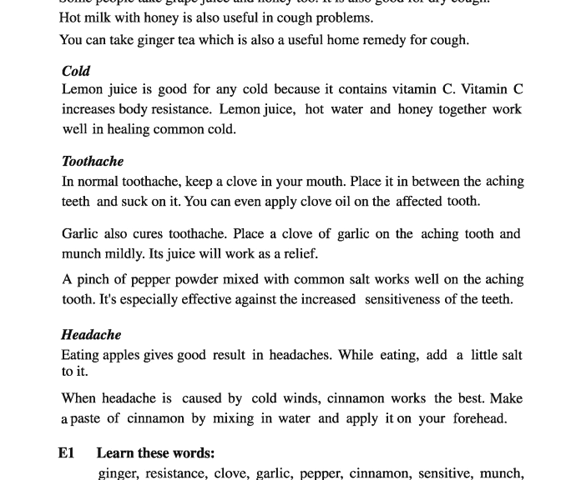 Some people take grape juice and honey too. It is also good for dry cough.
Hot milk with honey is also useful in cough problems.
You can take ginger tea which is also a useful home remedy for cough.
Cold
Lemon juice is good for any cold because it contains vitamin C. Vitamin C
increases body resistance. Lemon juice, hot water and honey together work
well in healing common cold.
Toothache
In normal toothache, keep a clove in your mouth. Place it in between the aching
teeth and suck on it. You can even apply clove oil on the affected tooth.
Garlic also cures toothache. Place a clove of garlic on the aching tooth and
munch mildly. Its juice will work as a relief.
A pinch of pepper powder mixed with common salt works well on the aching
tooth. It's especially effective against the increased sensitiveness of the teeth.
Headache
Eating apples gives good result in headaches. While eating, add a little salt
to it.
When headache is caused by cold winds, cinnamon works the best. Make
a paste of cinnamon by mixing in water and apply it on your forehead.
E1 Learn these words:
ginger, resistance, clove, garlic, pepper, cinnamon, sensitive, munch,